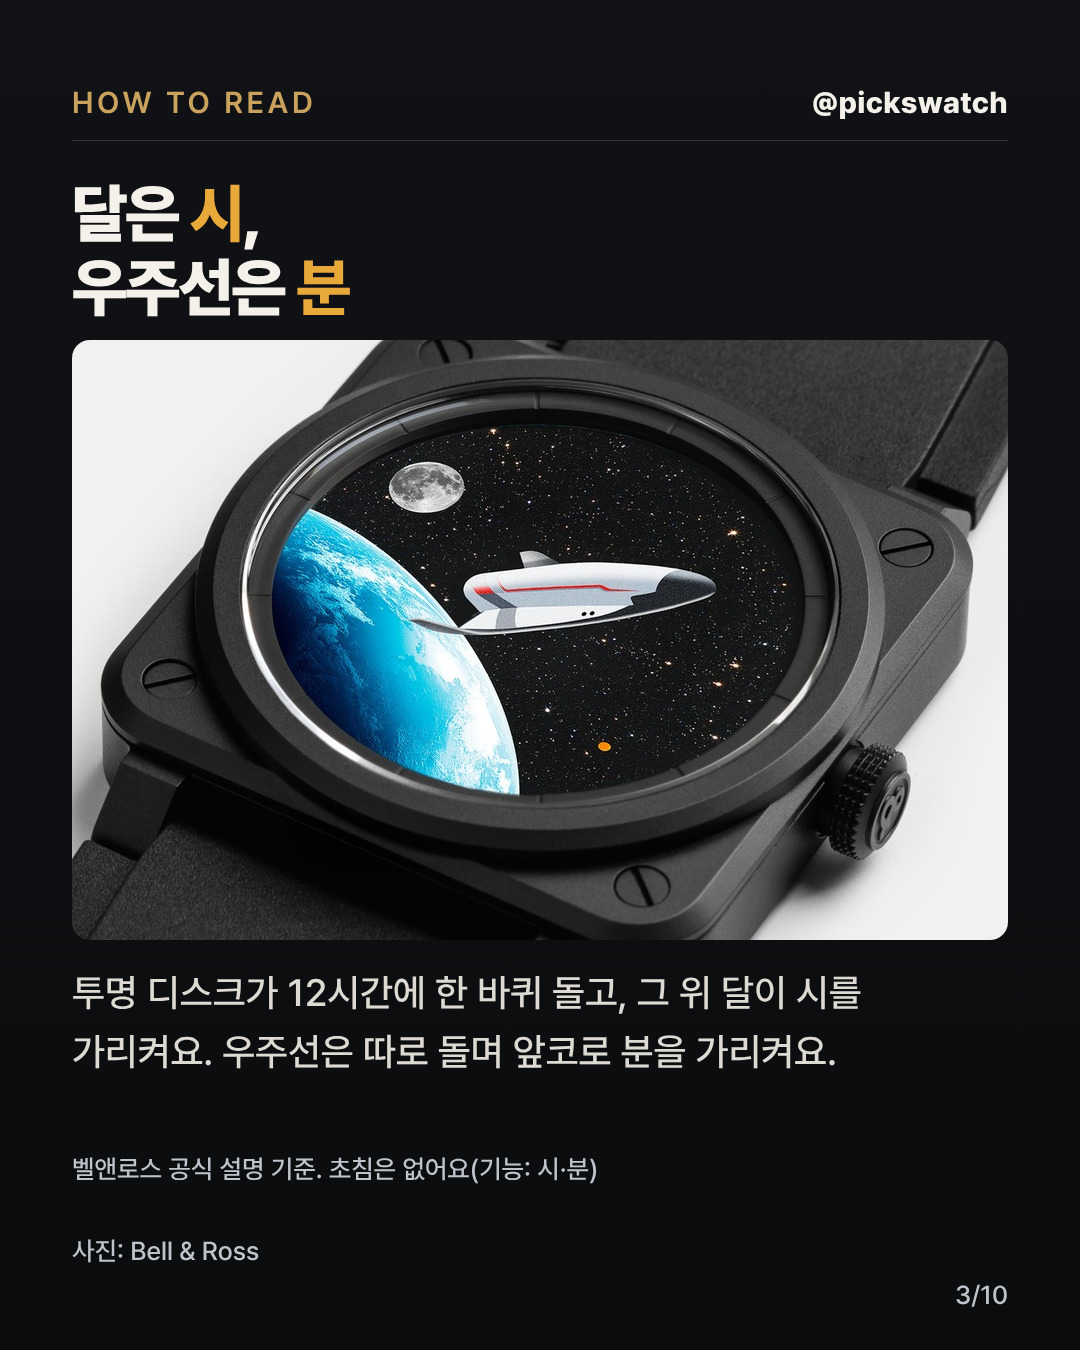 HOW TO READ
@pickswatch
달은 시,
우주선은 분
투명 디스크가 12시간에 한 바퀴 돌고, 그 위 달이 시를
가리켜요. 우주선은 따로 돌며 앞코로 분을 가리켜요.
벨앤로스 공식 설명 기준. 초침은 없어요(기능: 시·분)
사진: Bell & Ross
3/10